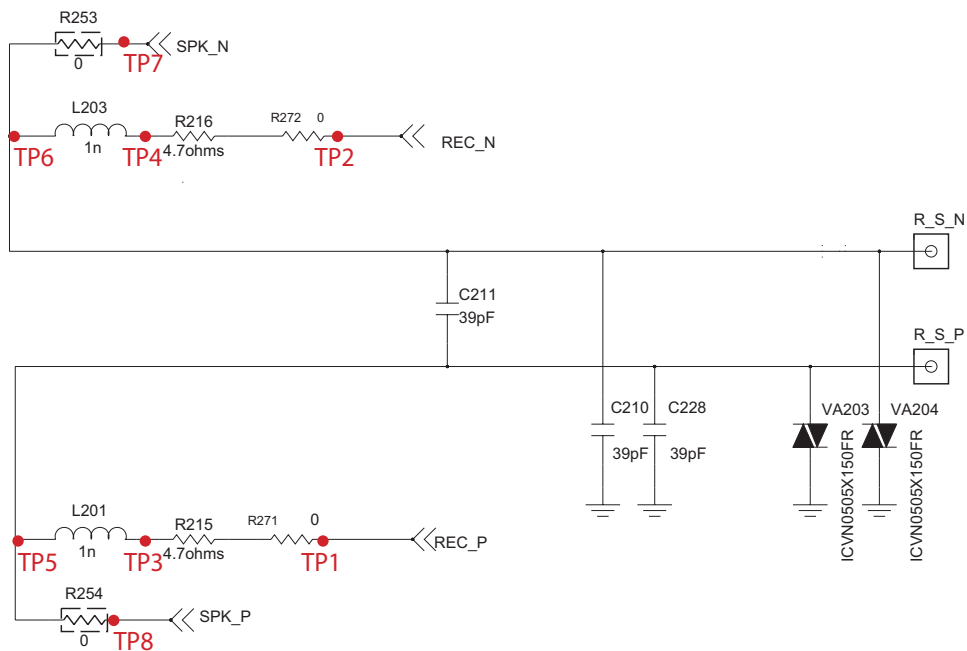 R253
SPK_N
0
TP7
L203
1n
R216
4.7ohms
R272 0
REC_N
TP6
TP4
TP2
R_S_N
C211
39pF
R_S_P
C210
39pF
C228
39pF
VA203
ICVN0505X150FR
VA204
ICVN0505X150FR
L201
1n
R215
4.7ohms
R271 0
REC_P
TP5
TP3
TP1
R254
0
SPK_P
TP8